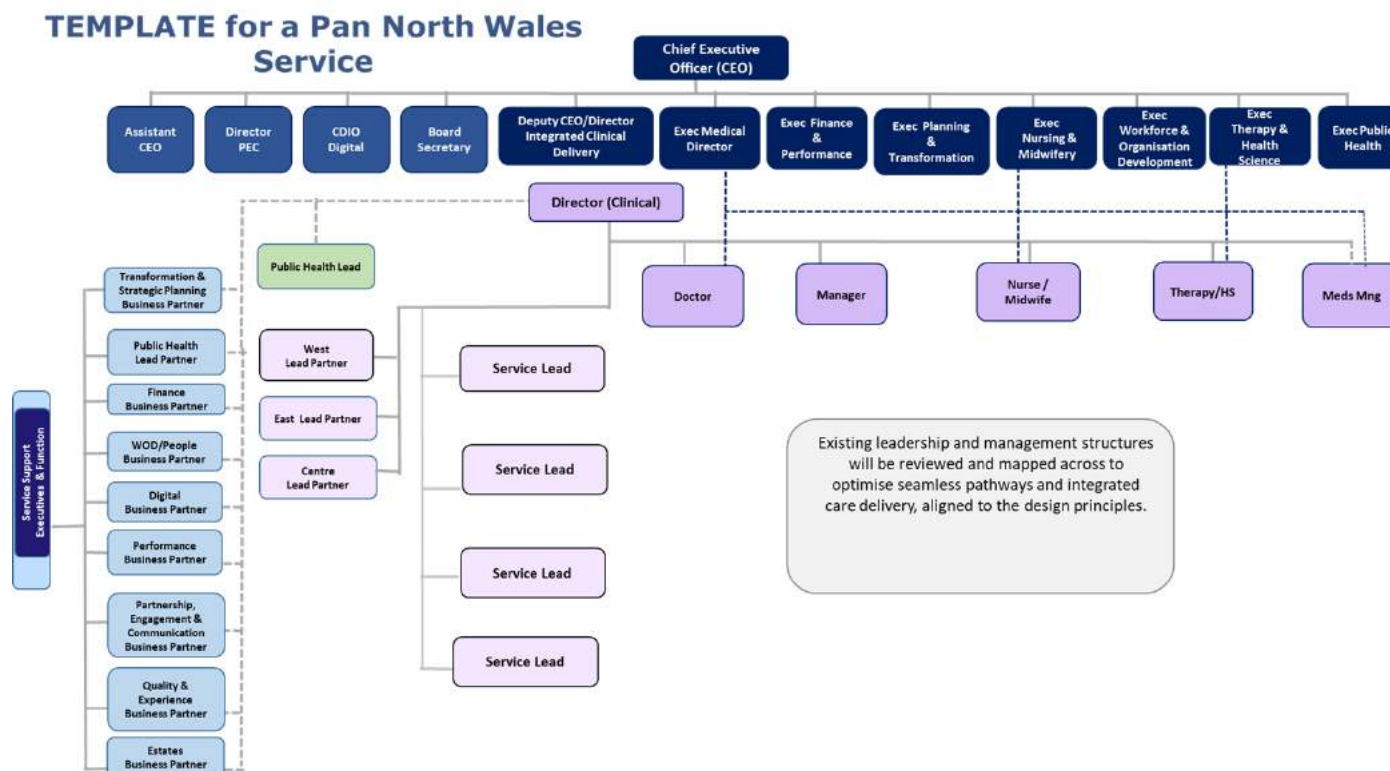 TEMPLATE for a Pan North Wales
Service
Chief Executive
Officer (CEO)
Assistant
CEO
Director
PEC
CDIO
Digital
Board
Secretary
Deputy CEO/Director
Integrated Clinical
Delivery
Exec Medical
Director
Exec Finance
&
Performance
Exec Planning
&
Transformation
Exec
Nursing &
Midwifery
Exec
Workforce &
Organisation
Development
Exec
Therapy &
Health
Science
Exec Public
Health
Director (Clinical)
Public Health Lead
Doctor
Manager
Nurse /
Midwife
Therapy/HS
Meds Mng
Service Support
Executives & Function
Transformation &
Strategic Planning
Business Partner
Public Health
Lead Partner
Finance
Business Partner
WOD/People
Business Partner
Digital
Business Partner
Performance
Business Partner
Partnership,
Engagement &
Communication
Business Partner
Quality &
Experience
Business Partner
Estates
Business Partner
West
Lead Partner
East Lead Partner
Centre
Lead Partner
Service Lead
Service Lead
Service Lead
Service Lead
Existing leadership and management structures
will be reviewed and mapped across to
optimise seamless pathways and integrated
care delivery, aligned to the design principles.